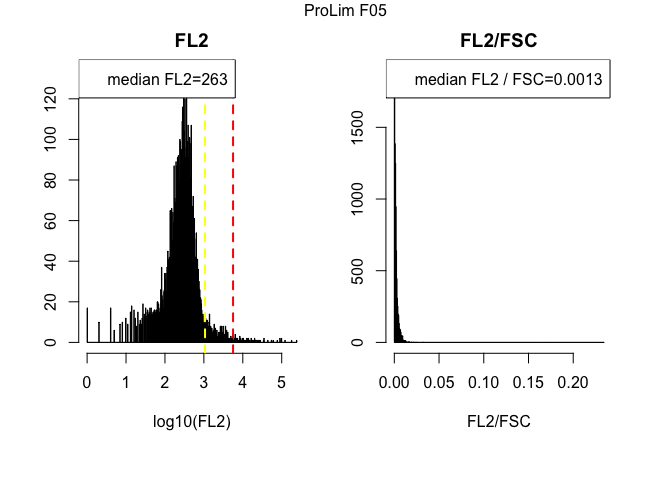 ProLim F05
FL2
median FL2=263
0 20 40 60 80 100 120
0 1 2 3 4 5
log10(FL2)
FL2/FSC
median FL2 / FSC=0.0013
0 500 1000 1500
0.00 0.05 0.10 0.15 0.20
FL2/FSC